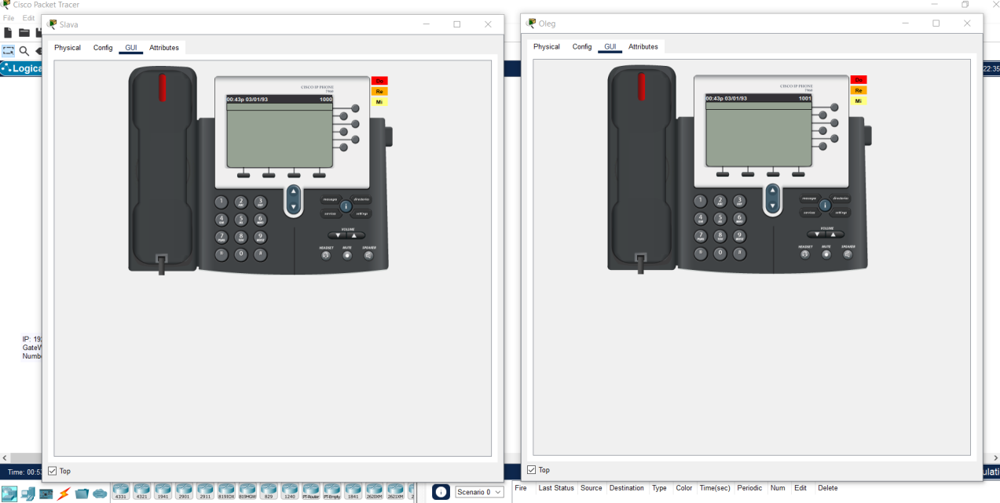 Cisco Packet Tracer
File Edit
Logica
22:35
Slava
Physical Config GUI Attributes
CISCO IP PHONE
00:43p 03/01/93 1000
Do
Re
Mi
1 2 3
4 5 6
7 8 9
* 0 #
messages directories
i
services settings
VOLUME
HEADSET MUTE SPEAKER
Top
Oleg
Physical Config GUI Attributes
CISCO IP PHONE
00:43p 03/01/93 1001
Do
Re
Mi
1 2 3
4 5 6
7 8 9
* 0 #
messages directories
i
services settings
VOLUME
HEADSET MUTE SPEAKER
Top
IP: 19
GateW
Numb
Time: 00:5
ulati
4331 4321 1941 2901 2911 819IOX 819HGW 829 1240 PT-Router PT-Empty 1841 2620XM 2621XM 2
Scenario 0
Fire Last Status Source Destination Type Color Time(sec) Periodic Num Edit Delete